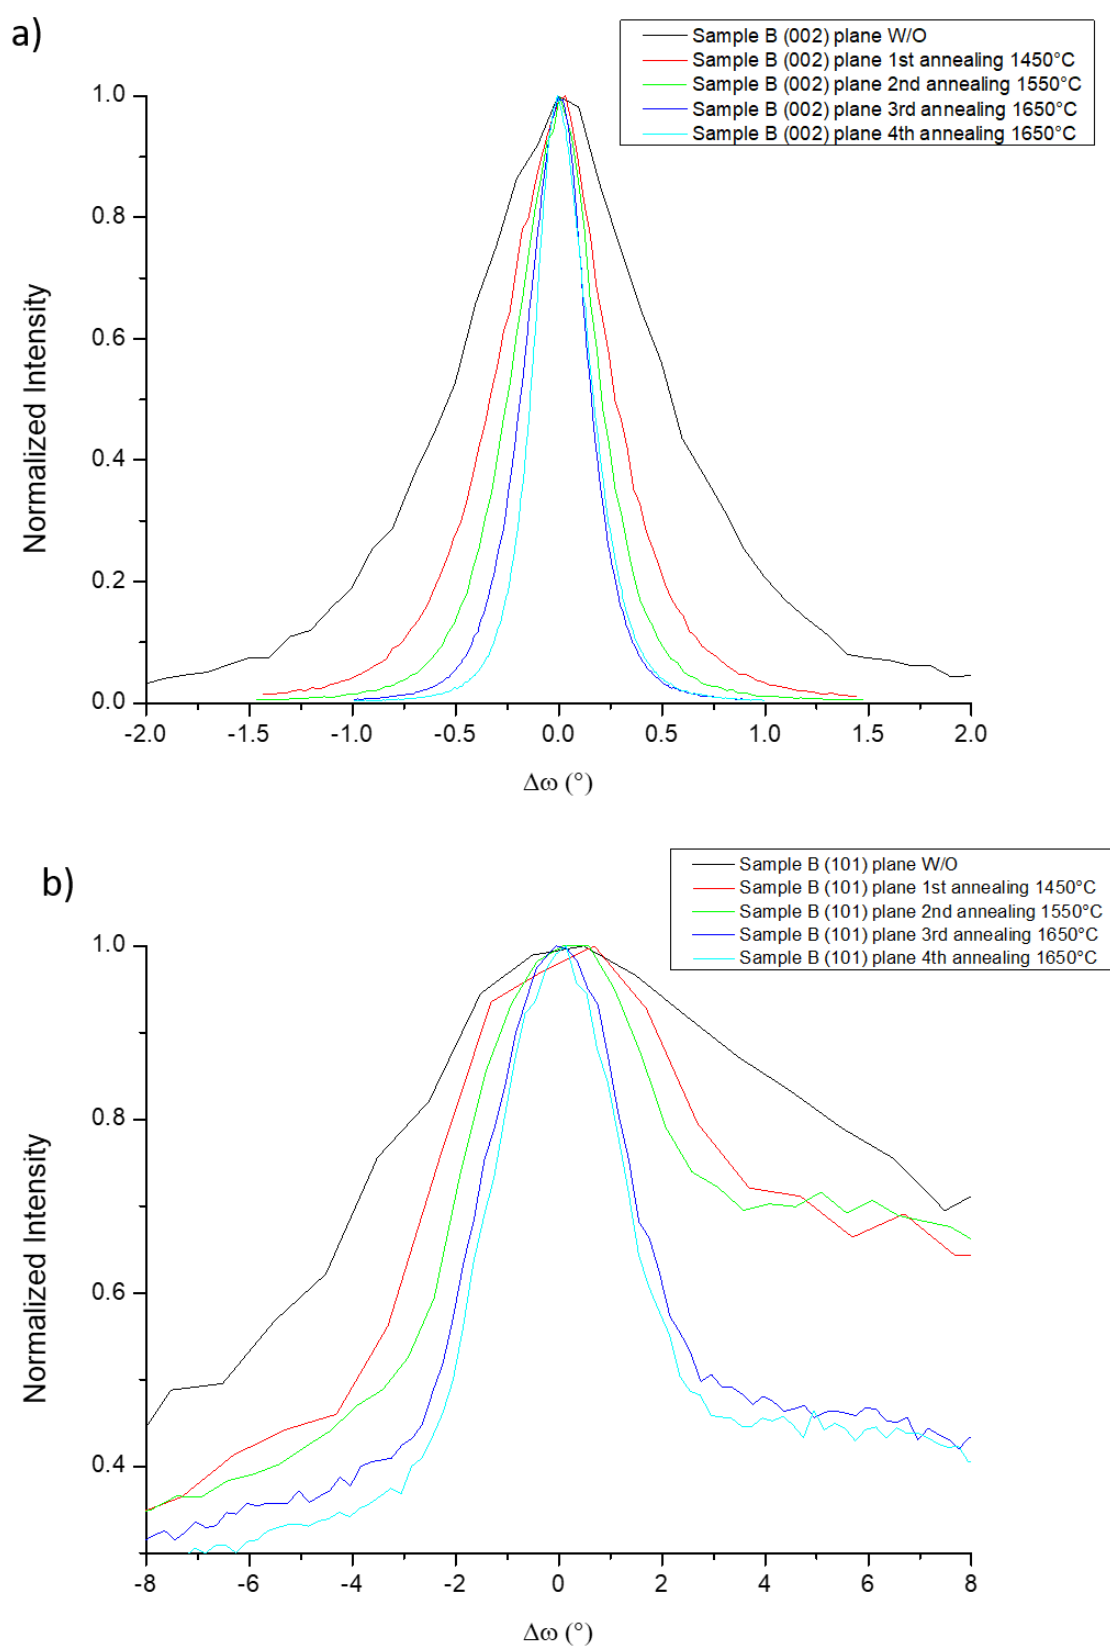 a)
Sample B (002) plane W/O
Sample B (002) plane 1st annealing 1450°C
Sample B (002) plane 2nd annealing 1550°C
Sample B (002) plane 3rd annealing 1650°C
Sample B (002) plane 4th annealing 1650°C
1.0
0.8
0.6
0.4
0.2
0.0
Normalized Intensity
-2.0 -1.5 -1.0 -0.5 0.0 0.5 1.0 1.5 2.0
Δω (°)
b)
Sample B (101) plane W/O
Sample B (101) plane 1st annealing 1450°C
Sample B (101) plane 2nd annealing 1550°C
Sample B (101) plane 3rd annealing 1650°C
Sample B (101) plane 4th annealing 1650°C
1.0
0.8
0.6
0.4
Normalized Intensity
-8 -6 -4 -2 0 2 4 6 8
Δω (°)